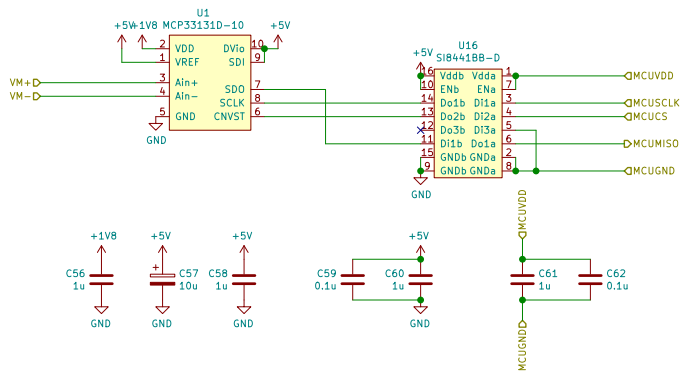 U1
MCP33131D-10
+5V
+1V8
+5V
2 VDD DVio 10
1 VREF SDI 9
VM+ 3 Ain+ SDO 7
VM- 4 Ain- SCLK 8
5 GND CNVST 6
GND
U16
SI8441BB-D
+5V
16 Vddb Vdda 1 MCUVDD
10 ENb ENa 7
14 Do1b Di1a 3 MCUSCLK
13 Do2b Di2a 4 MCUCS
12 Do3b Di3a 5
11 Di1b Do1a 6 MCUMISO
15 GNDb GNDa 2
9 GNDb GNDa 8 MCUGND
GND
+1V8
C56
1u
GND
+5V
+
C57
10u
GND
+5V
C58
1u
GND
C59
0.1u
+5V
C60
1u
GND
MCUVDD
C61
1u
MCUGND
C62
0.1u